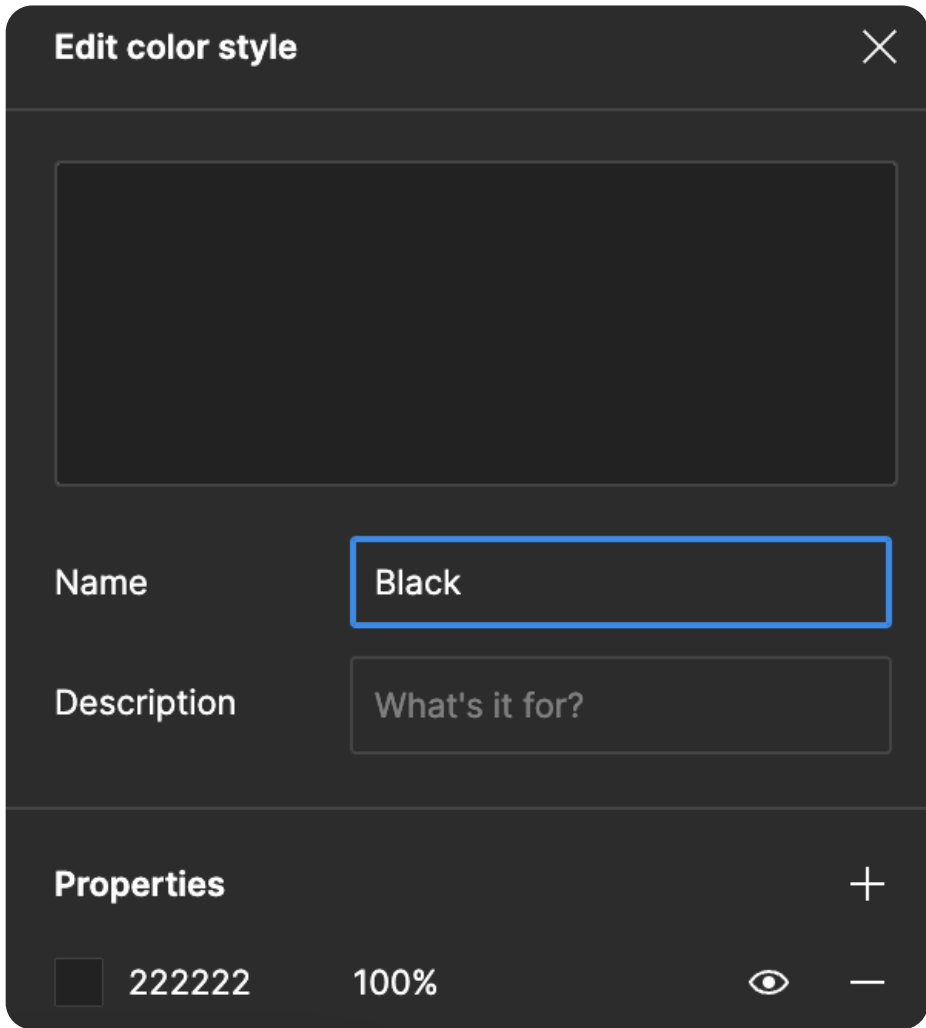 Edit color style
Name
Black
Description
What's it for?
Properties
222222 100%